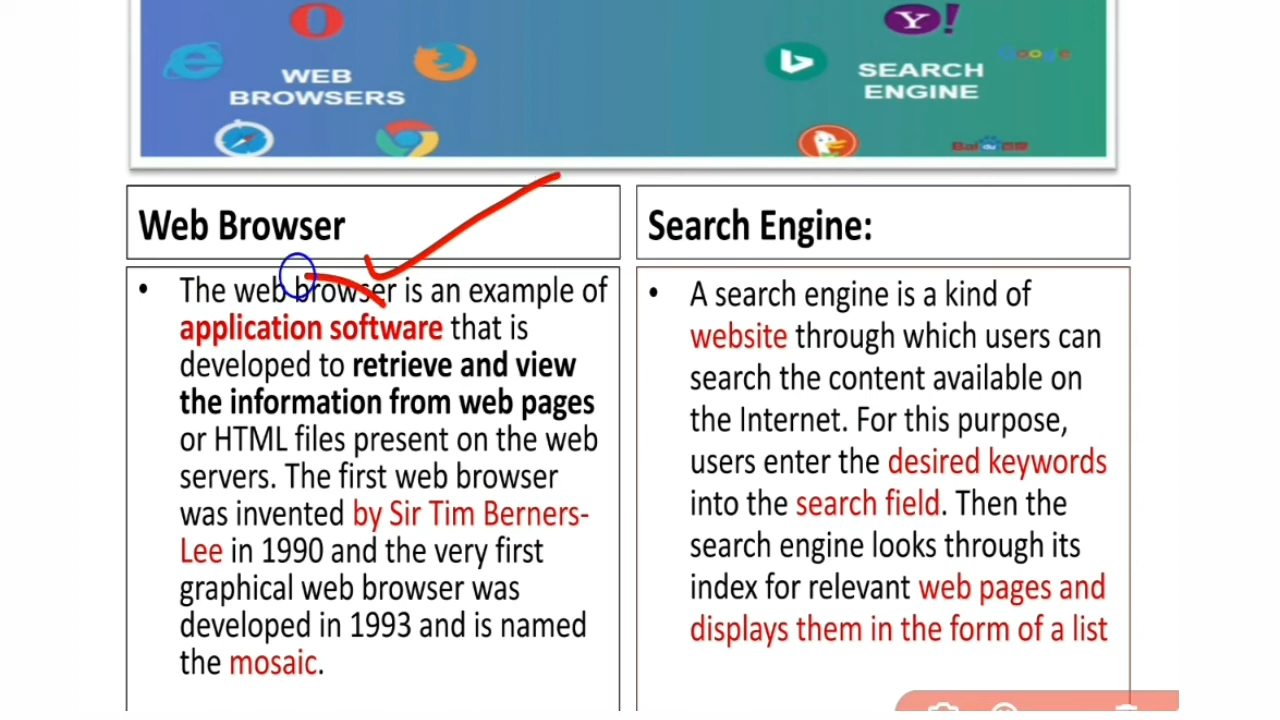 WEB
BROWSERS
Y!
Google
SEARCH
ENGINE
Bai du 百度
Web Browser
• The web browser is an example of
application software that is
developed to retrieve and view
the information from web pages
or HTML files present on the web
servers. The first web browser
was invented by Sir Tim Berners-
Lee in 1990 and the very first
graphical web browser was
developed in 1993 and is named
the mosaic.
Search Engine:
• A search engine is a kind of
website through which users can
search the content available on
the Internet. For this purpose,
users enter the desired keywords
into the search field. Then the
search engine looks through its
index for relevant web pages and
displays them in the form of a list